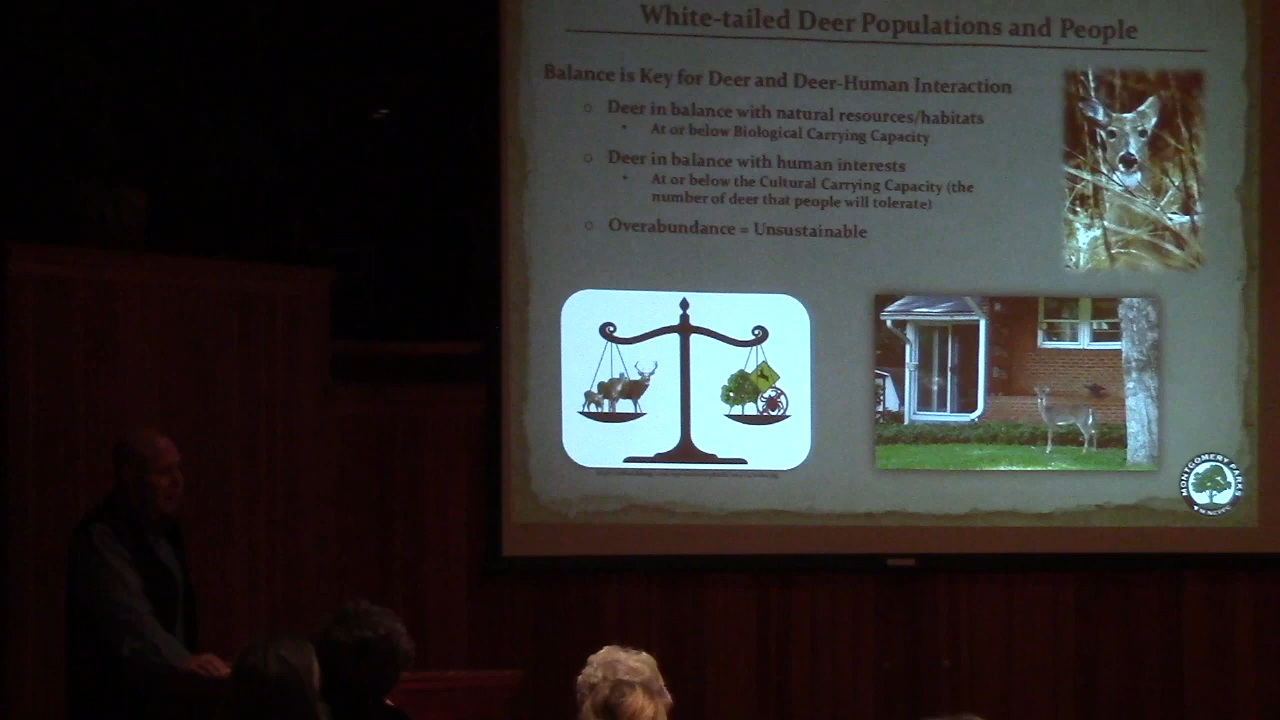 White-tailed Deer Populations and People
Balance is Key for Deer and Deer-Human Interaction
Deer in balance with natural resources/habitats
At or below Biological Carrying Capacity
Deer in balance with human interests
At or below the Cultural Carrying Capacity (the
number of deer that people will tolerate)
Overabundance = Unsustainable
MONTGOMERY PARKS